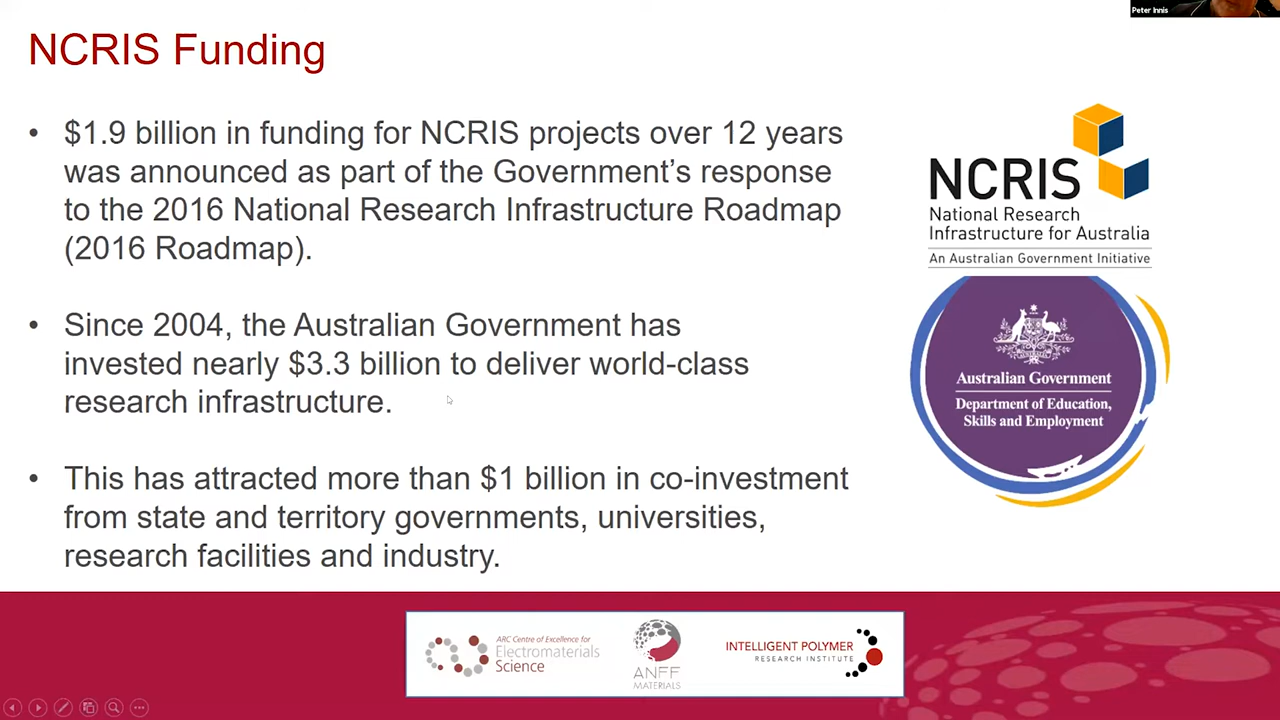 Peter Innis
NCRIS Funding
• $1.9 billion in funding for NCRIS projects over 12 years
was announced as part of the Government’s response
to the 2016 National Research Infrastructure Roadmap
(2016 Roadmap).
• Since 2004, the Australian Government has
invested nearly $3.3 billion to deliver world-class
research infrastructure.
• This has attracted more than $1 billion in co-investment
from state and territory governments, universities,
research facilities and industry.
NCRIS
National Research
Infrastructure for Australia
An Australian Government Initiative
Australian Government
Department of Education,
Skills and Employment
ARC Centre of Excellence for
Electromaterials
Science
ANFF
MATERIALS
INTELLIGENT POLYMER
RESEARCH INSTITUTE